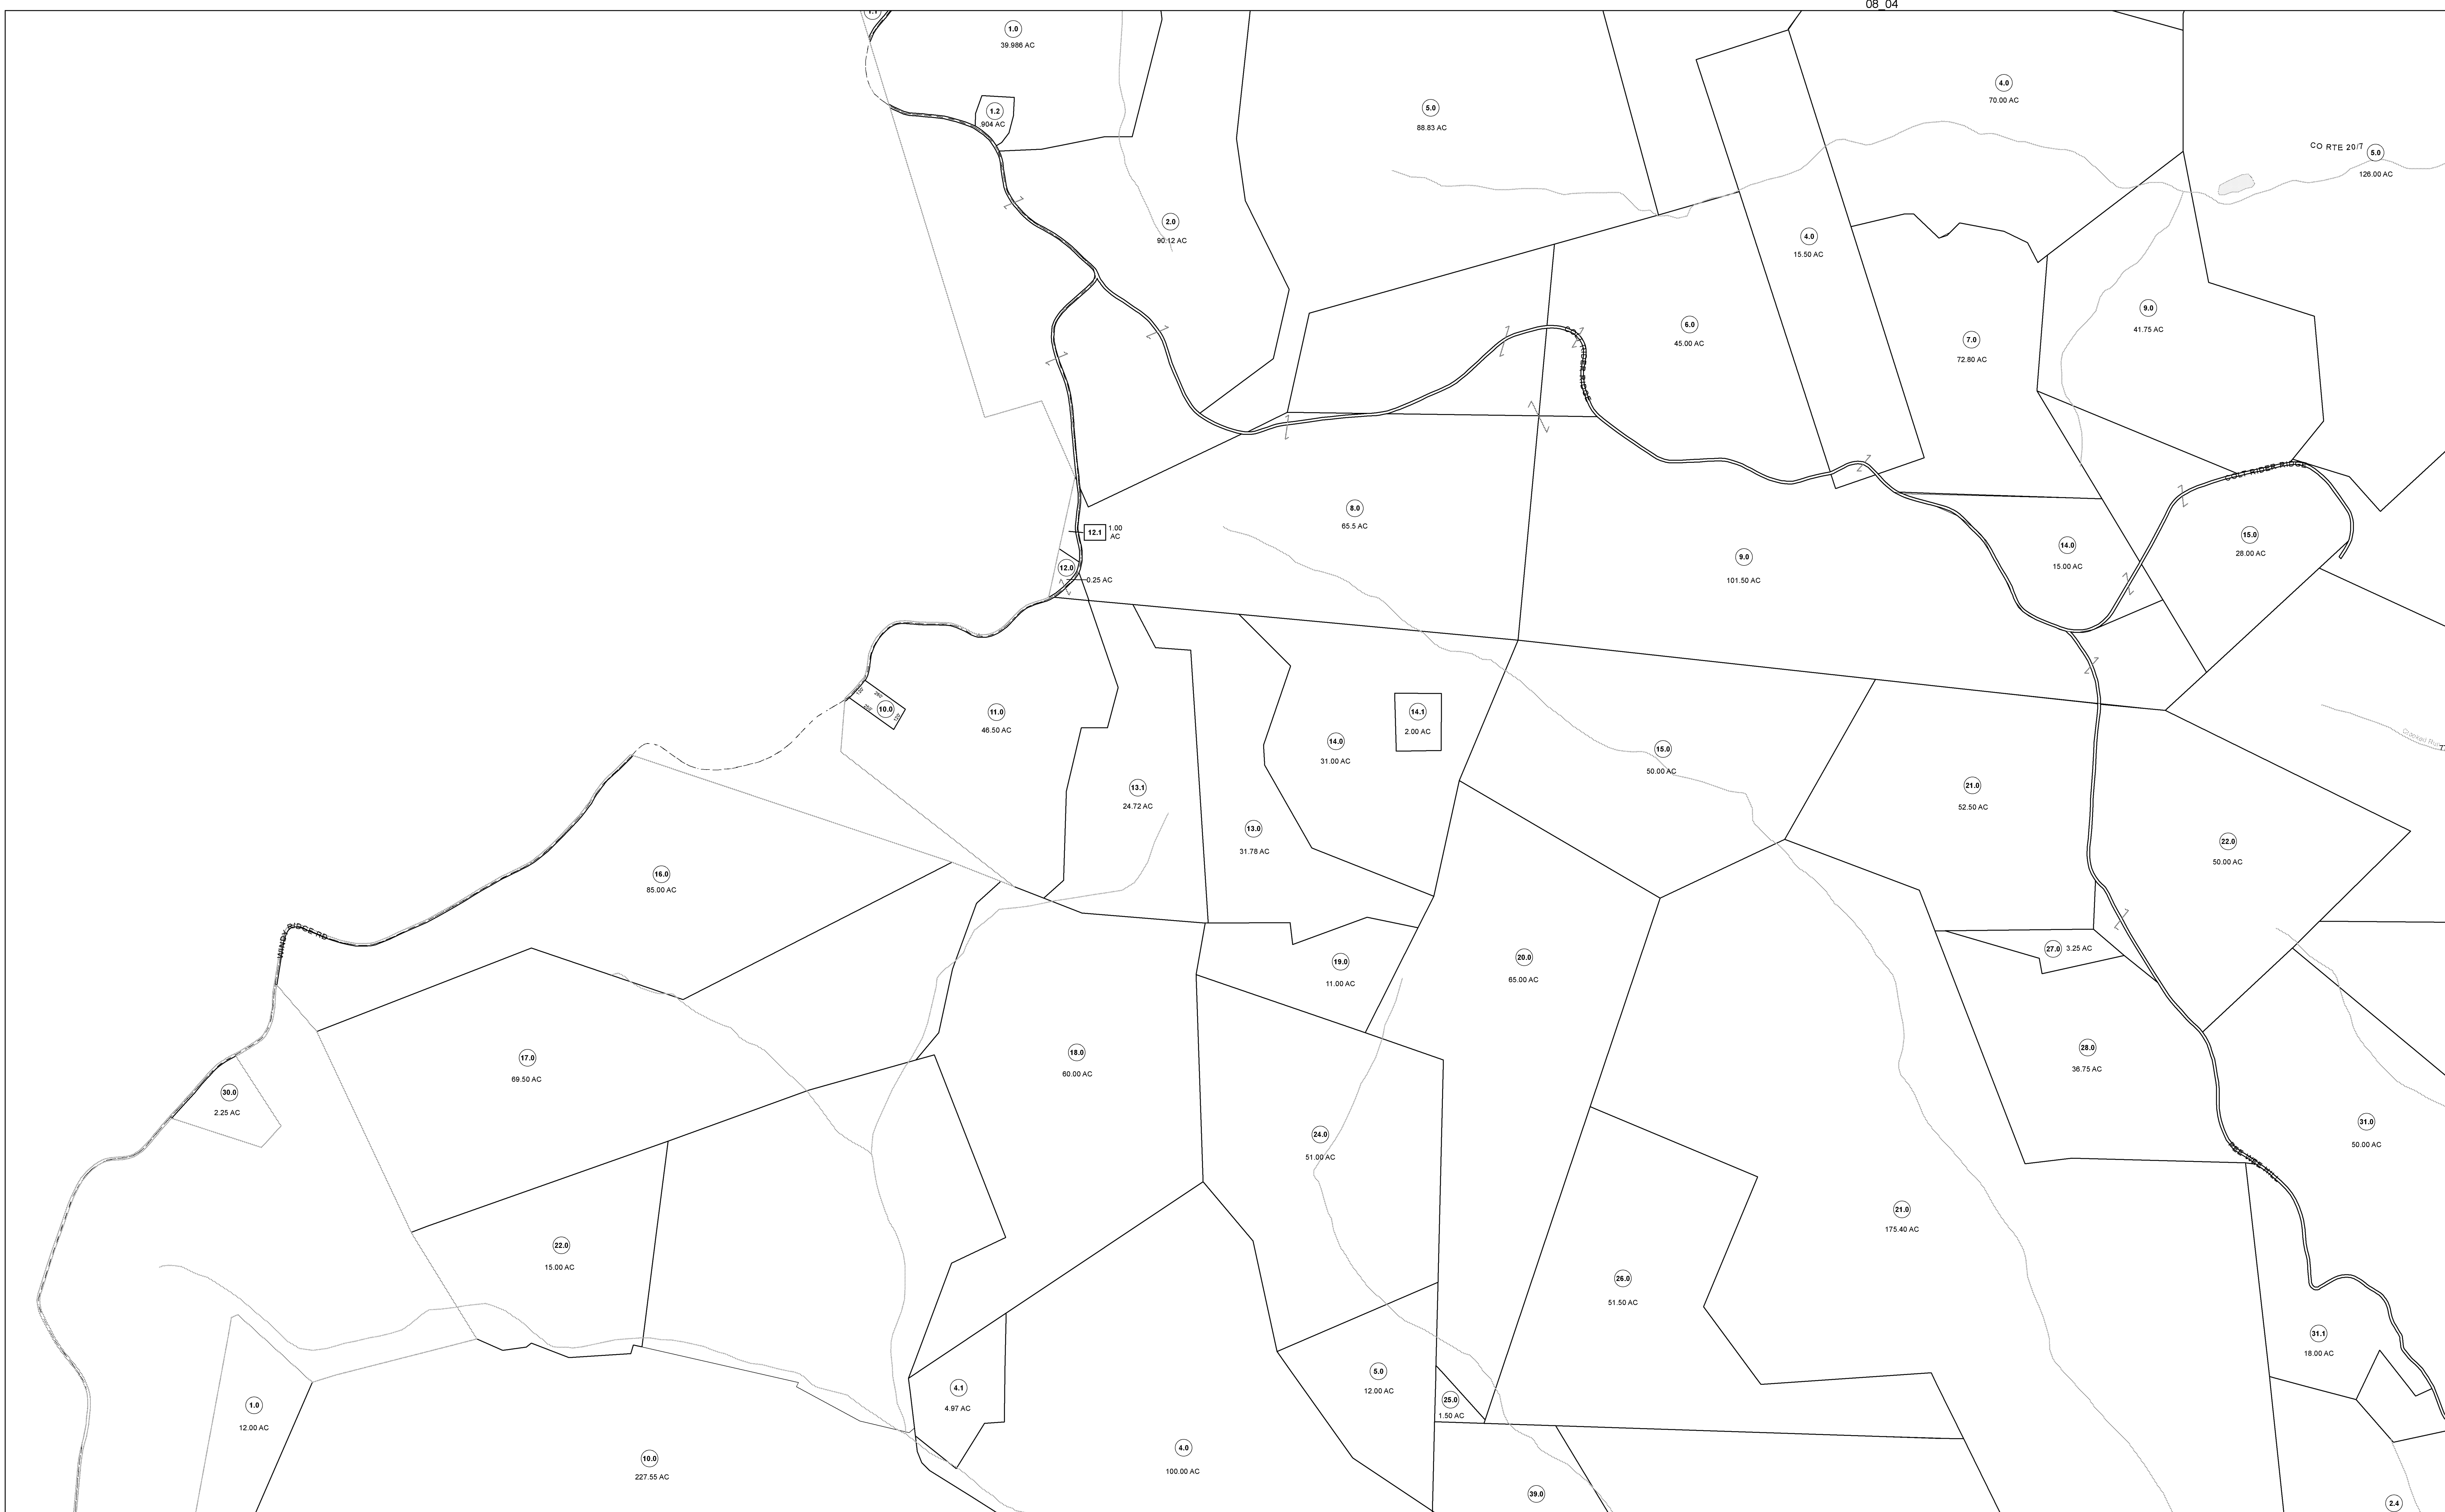 08_04
1.1
1.0
39.986 AC
1.2
.904 AC
5.0
88.83 AC
4.0
70.00 AC
CO RTE 20/7
5.0
126.00 AC
2.0
90.12 AC
4.0
15.50 AC
9.0
41.75 AC
6.0
45.00 AC
7.0
72.80 AC
COLT RIDER RIDGE
COLT RIDER RIDGE
8.0
65.5 AC
12.1
1.00
AC
15.0
28.00 AC
14.0
15.00 AC
9.0
101.50 AC
12.0
0.25 AC
10.0
11.0
46.50 AC
14.1
2.00 AC
14.0
31.00 AC
15.0
50.00 AC
Crooked Run
13.1
24.72 AC
21.0
52.50 AC
13.0
31.78 AC
22.0
50.00 AC
16.0
85.00 AC
WINDY RIDGE RD
27.0
3.25 AC
19.0
11.00 AC
20.0
65.00 AC
17.0
69.50 AC
18.0
60.00 AC
28.0
36.75 AC
30.0
2.25 AC
31.0
50.00 AC
24.0
51.00 AC
21.0
175.40 AC
22.0
15.00 AC
26.0
51.50 AC
31.1
18.00 AC
5.0
12.00 AC
4.1
4.97 AC
25.0
1.50 AC
1.0
12.00 AC
4.0
100.00 AC
10.0
227.55 AC
39.0
2.4